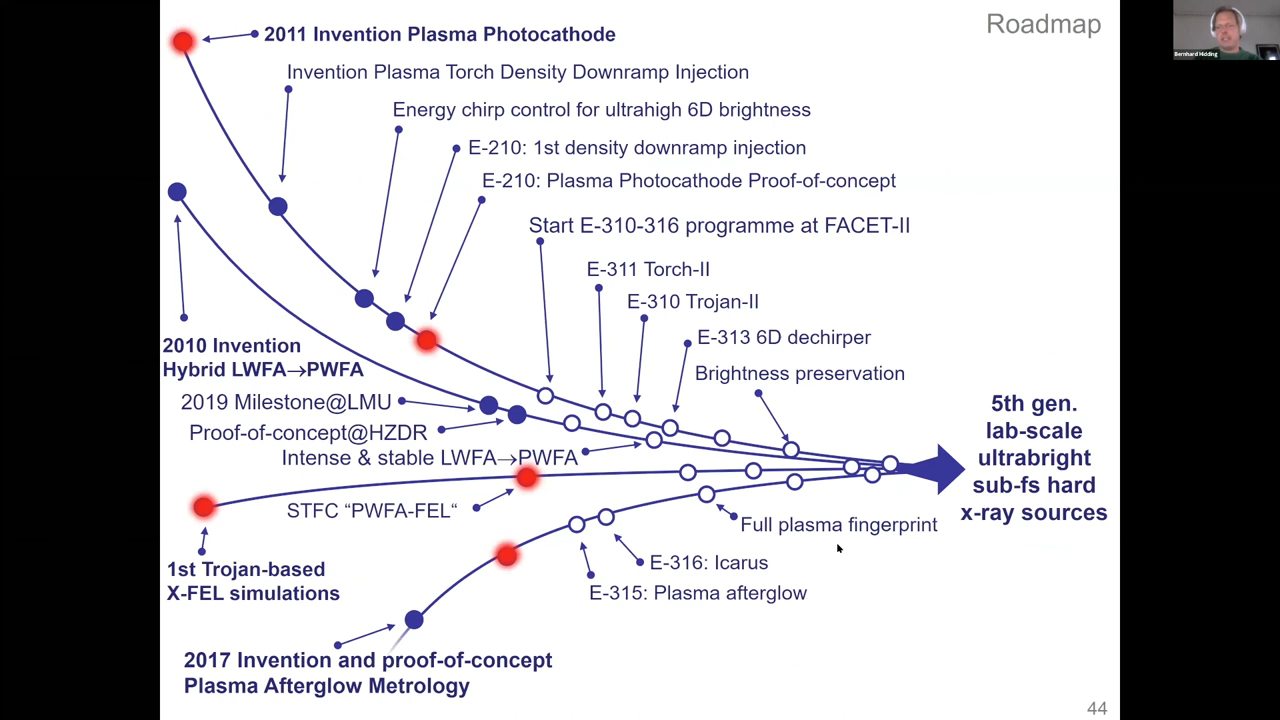 Roadmap
Bernhard Hidding
2011 Invention Plasma Photocathode
Invention Plasma Torch Density Downramp Injection
Energy chirp control for ultrahigh 6D brightness
E-210: 1st density downramp injection
E-210: Plasma Photocathode Proof-of-concept
Start E-310-316 programme at FACET-II
E-311 Torch-II
E-310 Trojan-II
E-313 6D dechirper
Brightness preservation
2010 Invention
Hybrid LWFA→PWFA
2019 Milestone@LMU
Proof-of-concept@HZDR
Intense & stable LWFA→PWFA
STFC “PWFA-FEL“
1st Trojan-based
X-FEL simulations
5th gen.
lab-scale
ultrabright
sub-fs hard
x-ray sources
Full plasma fingerprint
E-316: Icarus
E-315: Plasma afterglow
2017 Invention and proof-of-concept
Plasma Afterglow Metrology
44